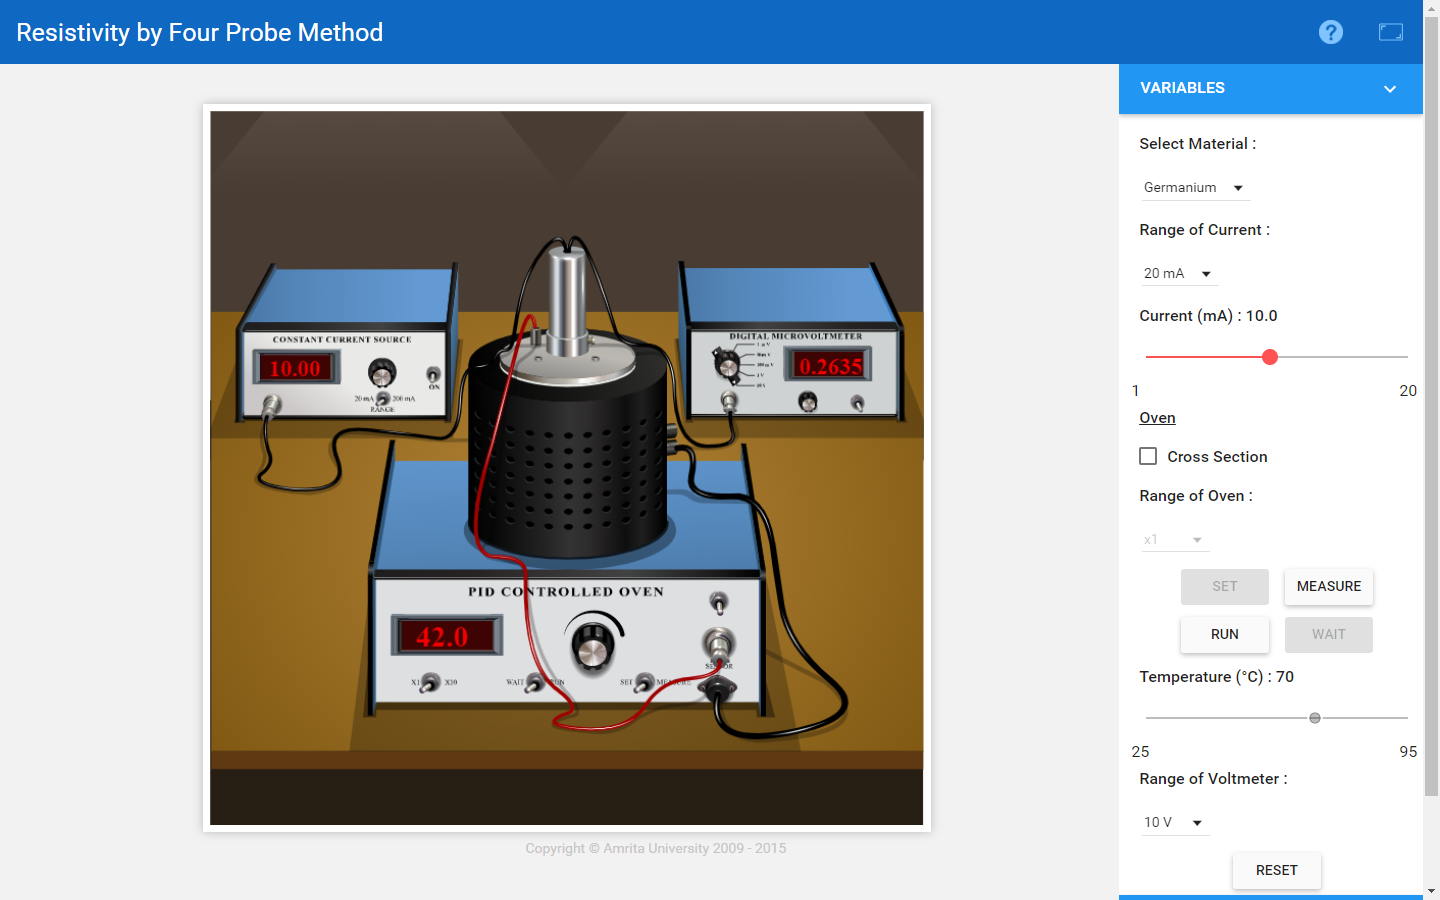 Resistivity by Four Probe Method
?
VARIABLES
Select Material :
Germanium
Range of Current :
20 mA
Current (mA) : 10.0
1 20
Oven
Cross Section
Range of Oven :
x1
SET MEASURE
RUN WAIT
Temperature (°C) : 70
25 95
Range of Voltmeter :
10 V
RESET
CONSTANT CURRENT SOURCE
10.00
ON
20 mA 200 mA
RANGE
DIGITAL MICROVOLTMETER
0.2635
PID CONTROLLED OVEN
42.0
X1 X10
WAIT RUN
SET MEASURE
SENSOR
Copyright © Amrita University 2009 - 2015